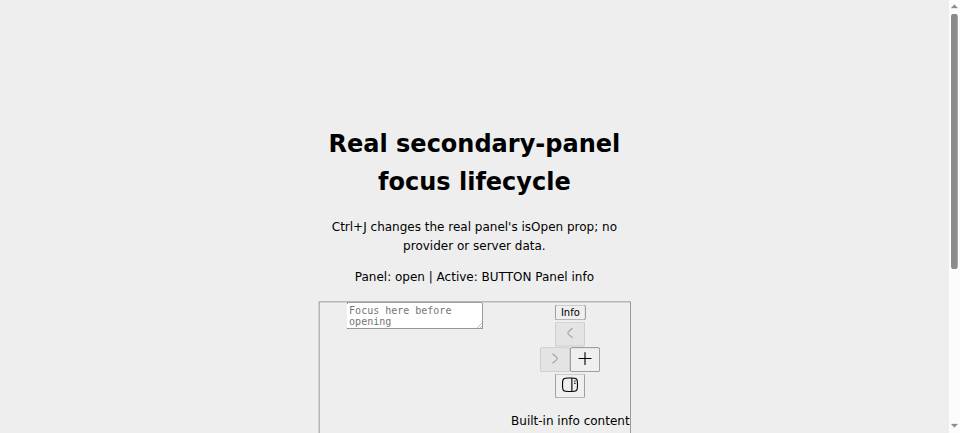 Real secondary-panel
focus lifecycle
Ctrl+J changes the real panel's isOpen prop; no
provider or server data.
Panel: open | Active: BUTTON Panel info
Focus here before
opening
Info
Built-in info content